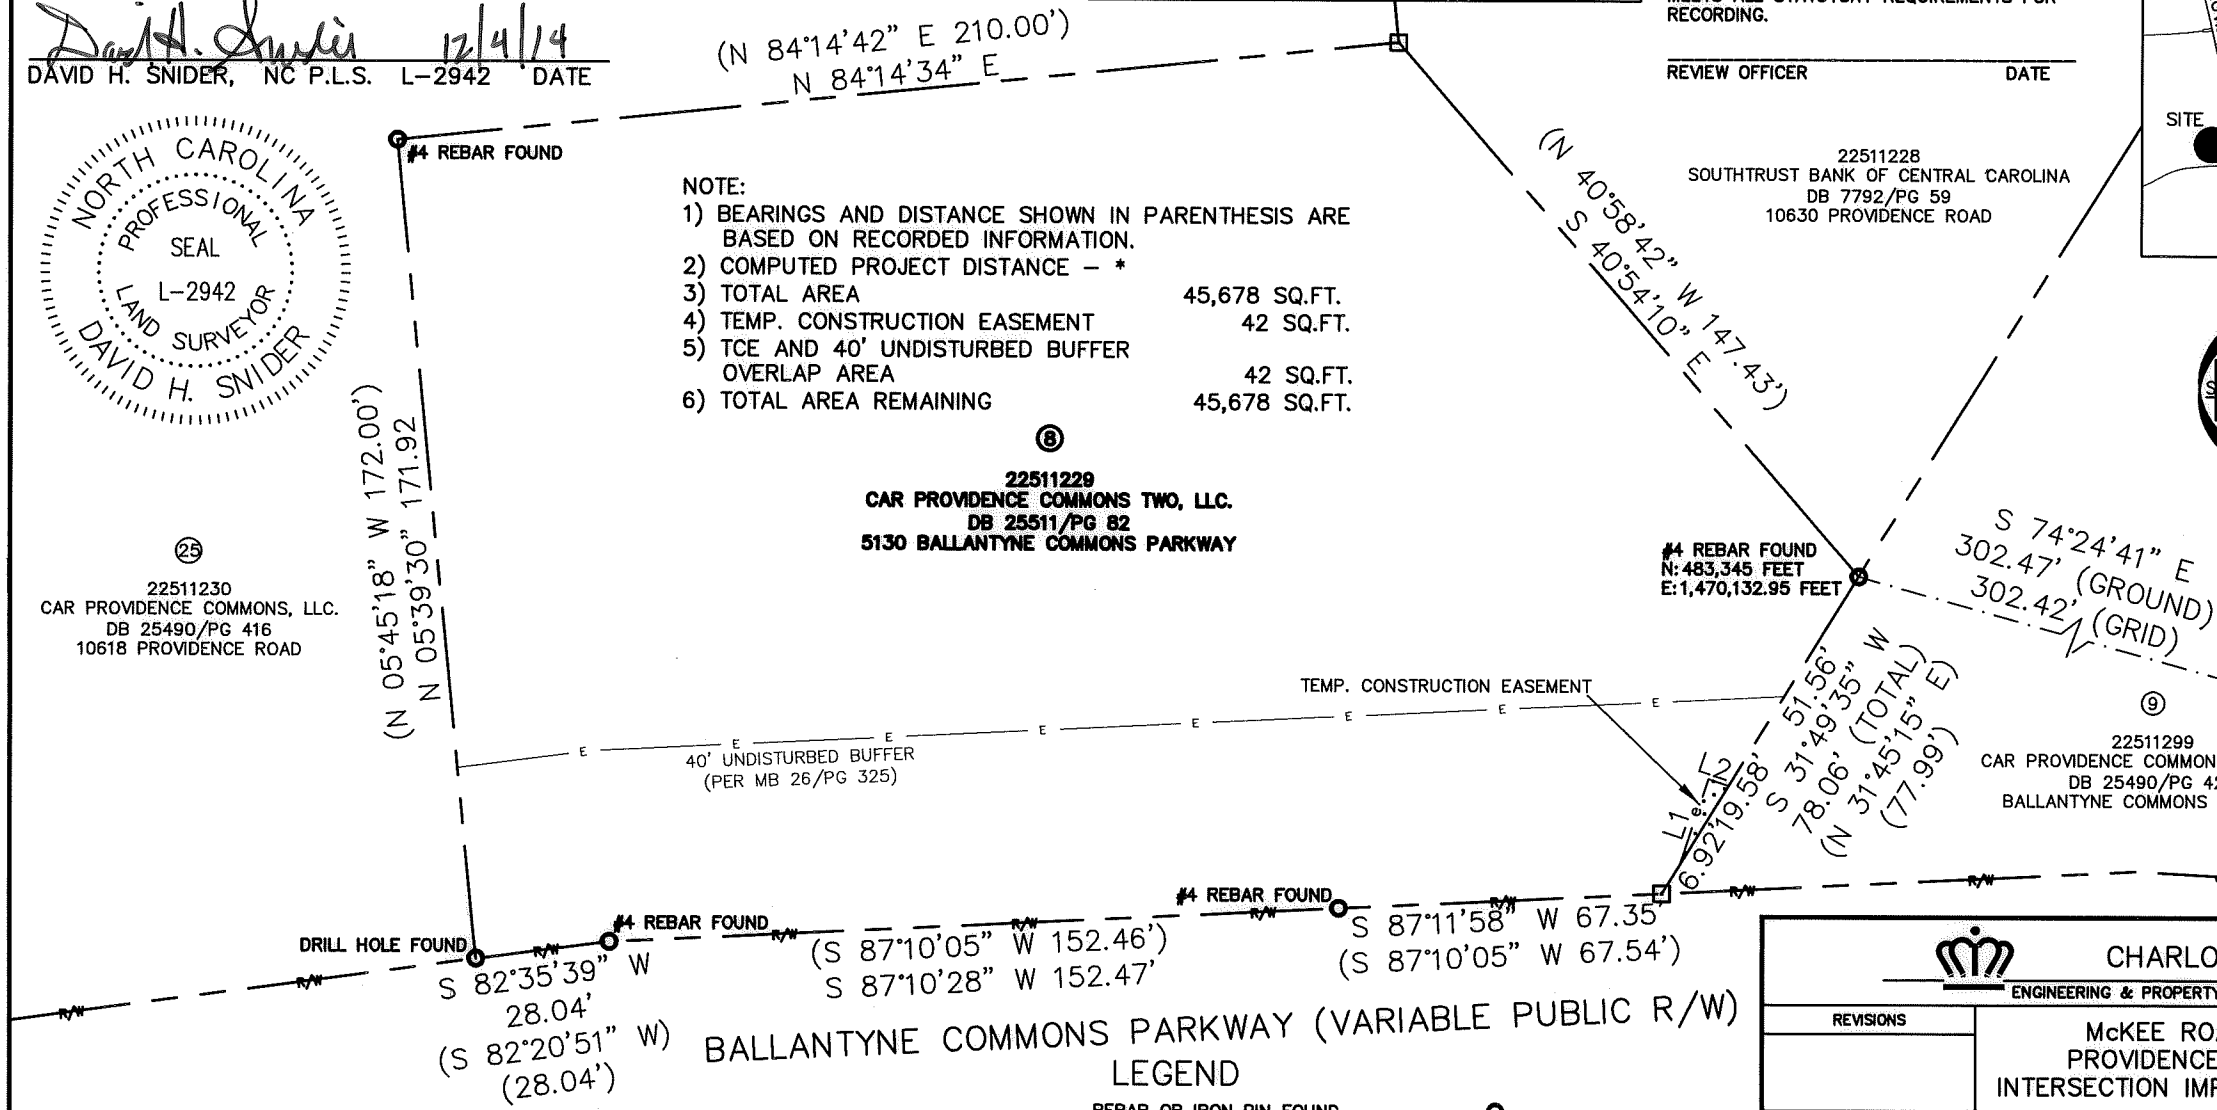 RECORDING.
12/4/14
DAVID H. SNIDER, NC P.L.S. L-2942 DATE
REVIEW OFFICER DATE
(N 84°14'42" E 210.00')
N 84°14'34" E
#4 REBAR FOUND
NORTH CAROLINA
PROFESSIONAL
SEAL
L-2942
LAND SURVEYOR
DAVID H. SNIDER
SITE
22511228
SOUTHTRUST BANK OF CENTRAL CAROLINA
DB 7792/PG 59
10630 PROVIDENCE ROAD
NOTE:
1) BEARINGS AND DISTANCE SHOWN IN PARENTHESIS ARE
BASED ON RECORDED INFORMATION.
2) COMPUTED PROJECT DISTANCE - *
3) TOTAL AREA 45,678 SQ.FT.
4) TEMP. CONSTRUCTION EASEMENT 42 SQ.FT.
5) TCE AND 40' UNDISTURBED BUFFER
OVERLAP AREA 42 SQ.FT.
6) TOTAL AREA REMAINING 45,678 SQ.FT.
(N 40°58'42" W 147.43')
S 40°54'10" E
(N 05°45'18" W 172.00')
N 05°39'30" 171.92
8
22511229
CAR PROVIDENCE COMMONS TWO, LLC.
DB 25511/PG 82
5130 BALLANTYNE COMMONS PARKWAY
25
22511230
CAR PROVIDENCE COMMONS, LLC.
DB 25490/PG 416
10618 PROVIDENCE ROAD
#4 REBAR FOUND
N: 483,345 FEET
E: 1,470,132.95 FEET
S 74°24'41" E
302.47' (GROUND)
302.42' (GRID)
TEMP. CONSTRUCTION EASEMENT
E E E E E E E E
40' UNDISTURBED BUFFER
(PER MB 26/PG 325)
L1 e L2
6.92' 19.58' 51.56'
S 31°49'35" W
78.06' (TOTAL)
(N 31°45'15" E)
(77.99')
9
22511299
CAR PROVIDENCE COMMON
DB 25490/PG 42
BALLANTYNE COMMONS
DRILL HOLE FOUND
#4 REBAR FOUND
#4 REBAR FOUND
R/W R/W R/W R/W R/W R/W R/W R/W R/W
S 82°35'39" W
28.04'
(S 82°20'51" W)
(28.04')
(S 87°10'05" W 152.46')
S 87°10'28" W 152.47'
S 87°11'58" W 67.35'
(S 87°10'05" W 67.54')
BALLANTYNE COMMONS PARKWAY (VARIABLE PUBLIC R/W)
LEGEND
REBAR OR IRON PIN FOUND
CHARLO
ENGINEERING & PROPERTY
REVISIONS
McKEE RO
PROVIDENCE
INTERSECTION IM